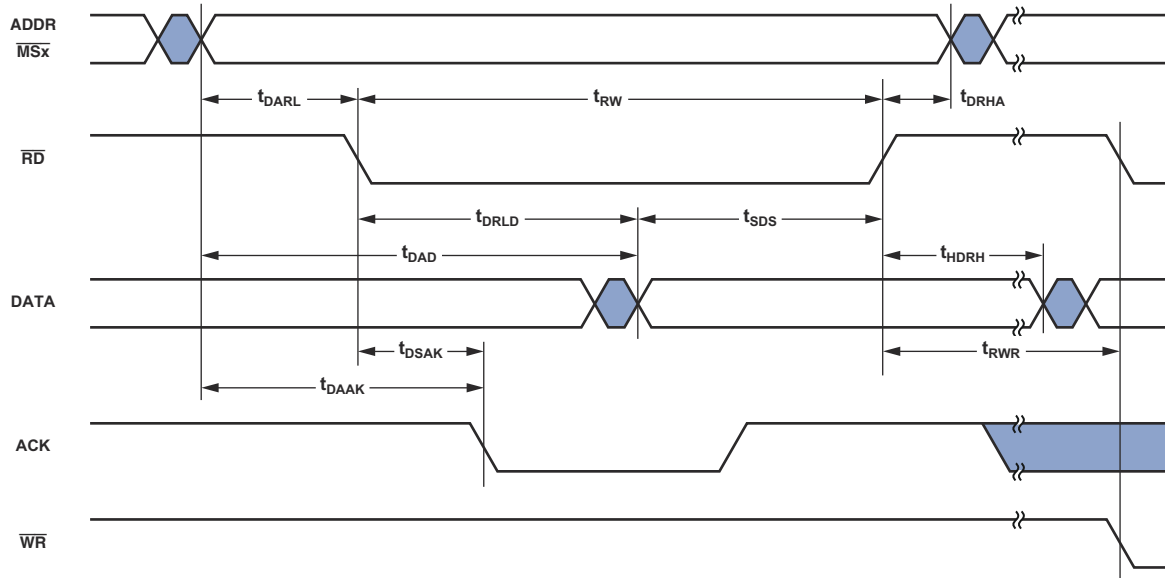 ADDR
MSx
tDARL
tRW
tDRHA
RD
tDRLD
tSDS
tDAD
tHDRH
DATA
tDSAK
tRWR
tDAAK
ACK
WR